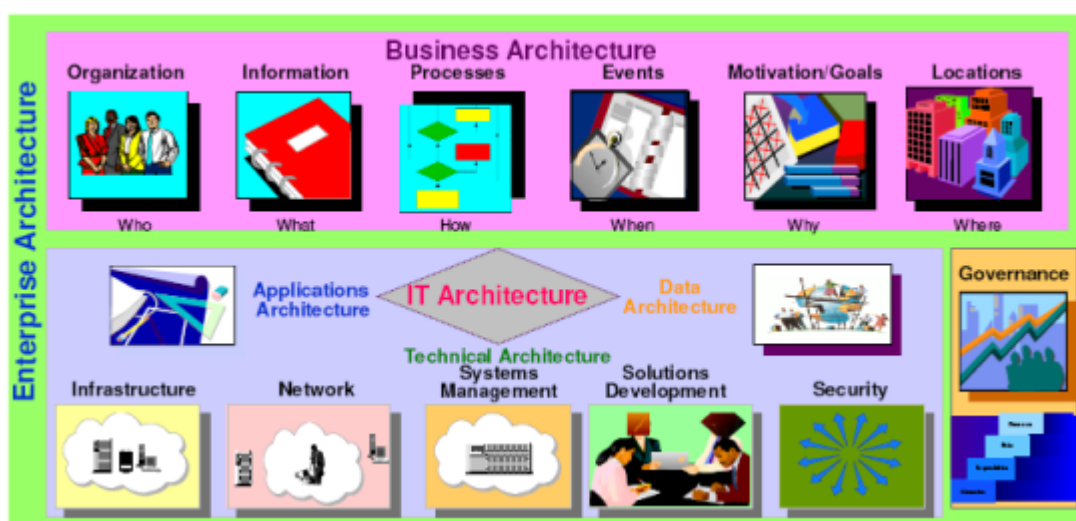 Enterprise Architecture
Business Architecture
Organization
Information
Processes
Events
Motivation/Goals
Locations
Who
What
How
When
Why
Where
Applications
Architecture
IT Architecture
Data
Architecture
Technical Architecture
Infrastructure
Network
Systems
Management
Solutions
Development
Security
Governance